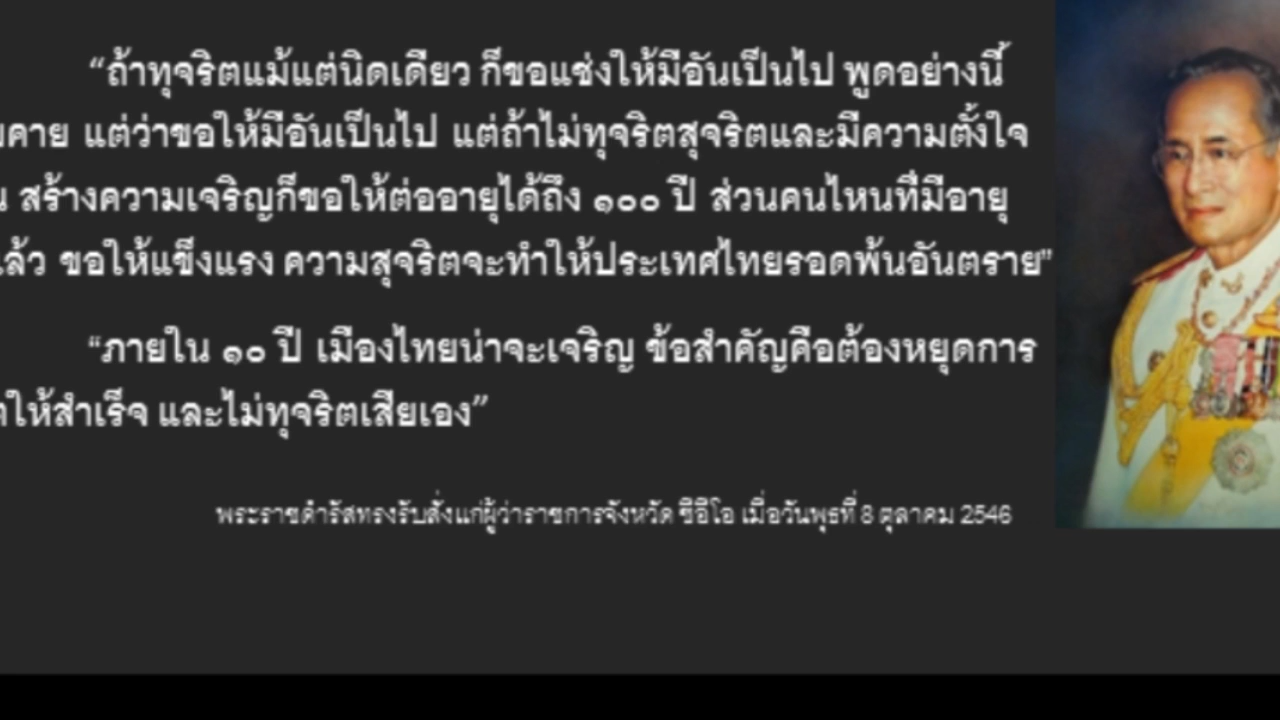 “ถ้าทุจริตแม้แต่นิดเดียว ก็ขอแช่งให้มีอันเป็นไป พูดอย่างนี้
แต่ว่าขอให้มีอันเป็นไป แต่ถ้าไม่ทุจริตสุจริตและมีความตั้งใจ
สร้างความเจริญก็ขอให้ต่ออายุได้ถึง ๑๐๐ ปี ส่วนคนไหนที่มีอายุ
ขอให้แข็งแรง ความสุจริตจะทำให้ประเทศไทยรอดพ้นอันตราย"
“ภายใน ๑๐ ปี เมืองไทยน่าจะเจริญ ข้อสำคัญคือต้องหยุดการ
ให้สำเร็จ และไม่ทุจริตเสียเอง”
พระราชดำรัสทรงรับสั่งแก่ผู้ว่าราชการจังหวัด ซีอีโอ เมื่อวันพุธที่ 8 ตุลาคม 2546